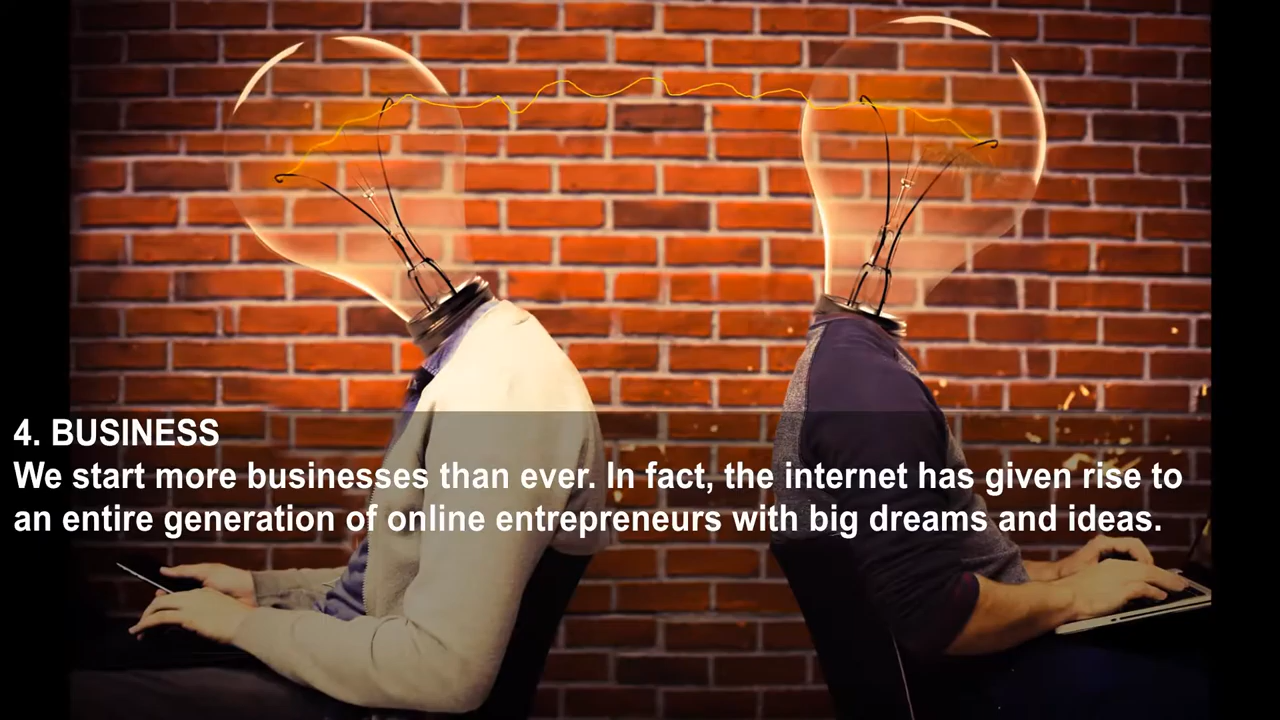 4. BUSINESS
We start more businesses than ever. In fact, the internet has given rise to
an entire generation of online entrepreneurs with big dreams and ideas.